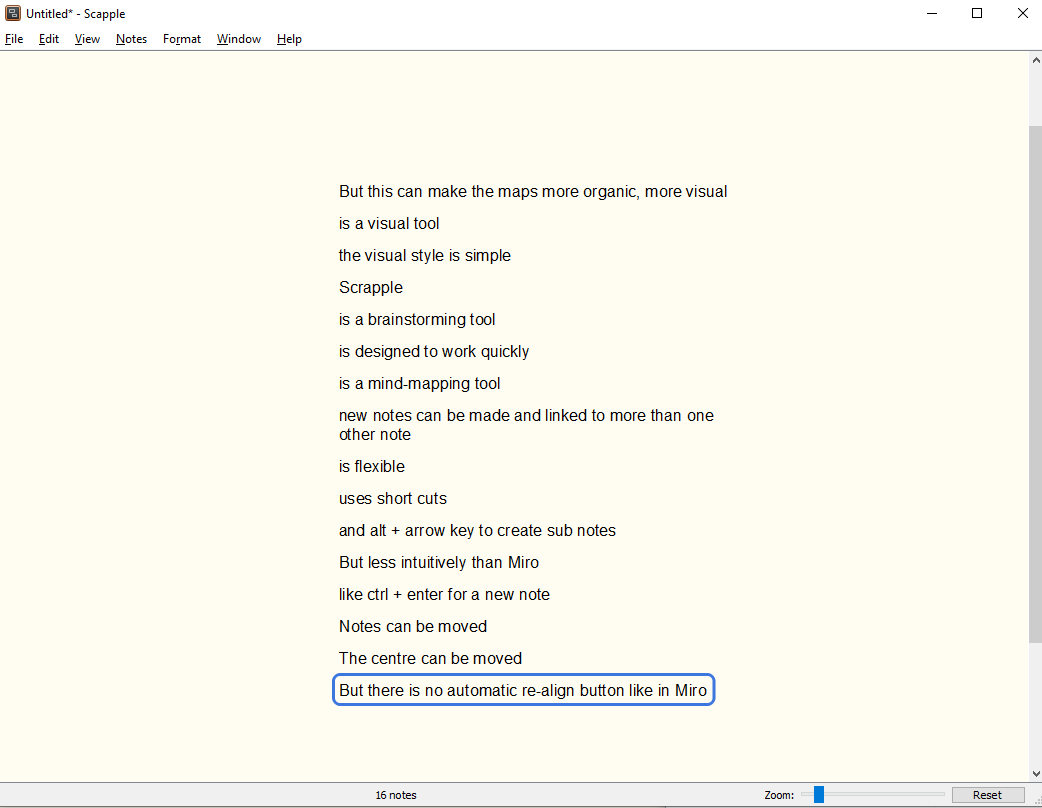 Untitled* - Scapple
File Edit View Notes Format Window Help
But this can make the maps more organic, more visual
is a visual tool
the visual style is simple
Scrapple
is a brainstorming tool
is designed to work quickly
is a mind-mapping tool
new notes can be made and linked to more than one
other note
is flexible
uses short cuts
and alt + arrow key to create sub notes
But less intuitively than Miro
like ctrl + enter for a new note
Notes can be moved
The centre can be moved
But there is no automatic re-align button like in Miro
16 notes Zoom: Reset